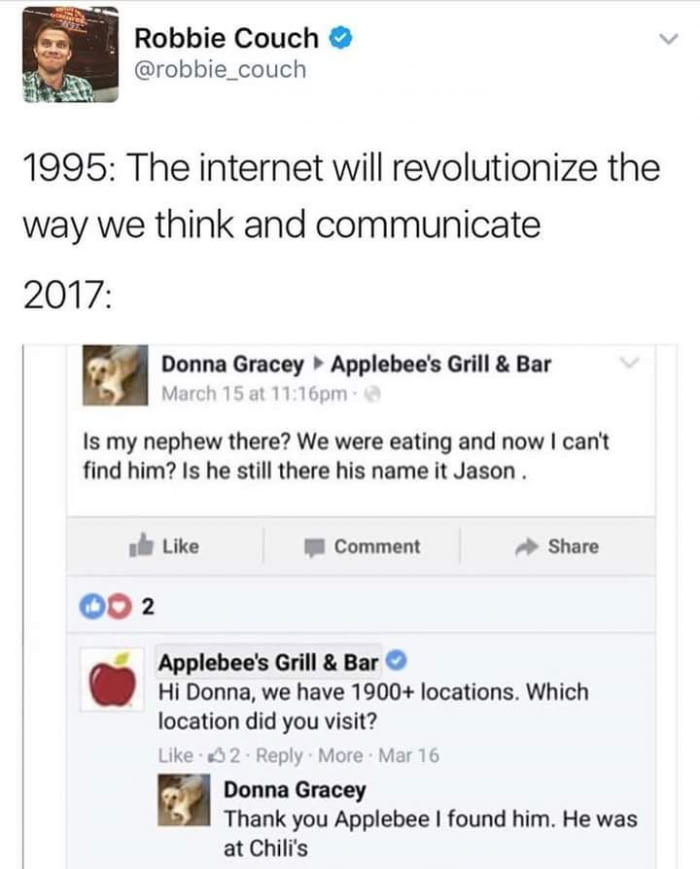 Robbie Couch
@robbie_couch
1995: The internet will revolutionize the
way we think and communicate
2017:
Donna Gracey ▸ Applebee's Grill & Bar
March 15 at 11:16pm ·
Is my nephew there? We were eating and now I can't
find him? Is he still there his name it Jason .
Like Comment Share
2
Applebee's Grill & Bar
Hi Donna, we have 1900+ locations. Which
location did you visit?
Like · 2 · Reply · More · Mar 16
Donna Gracey
Thank you Applebee I found him. He was
at Chili's